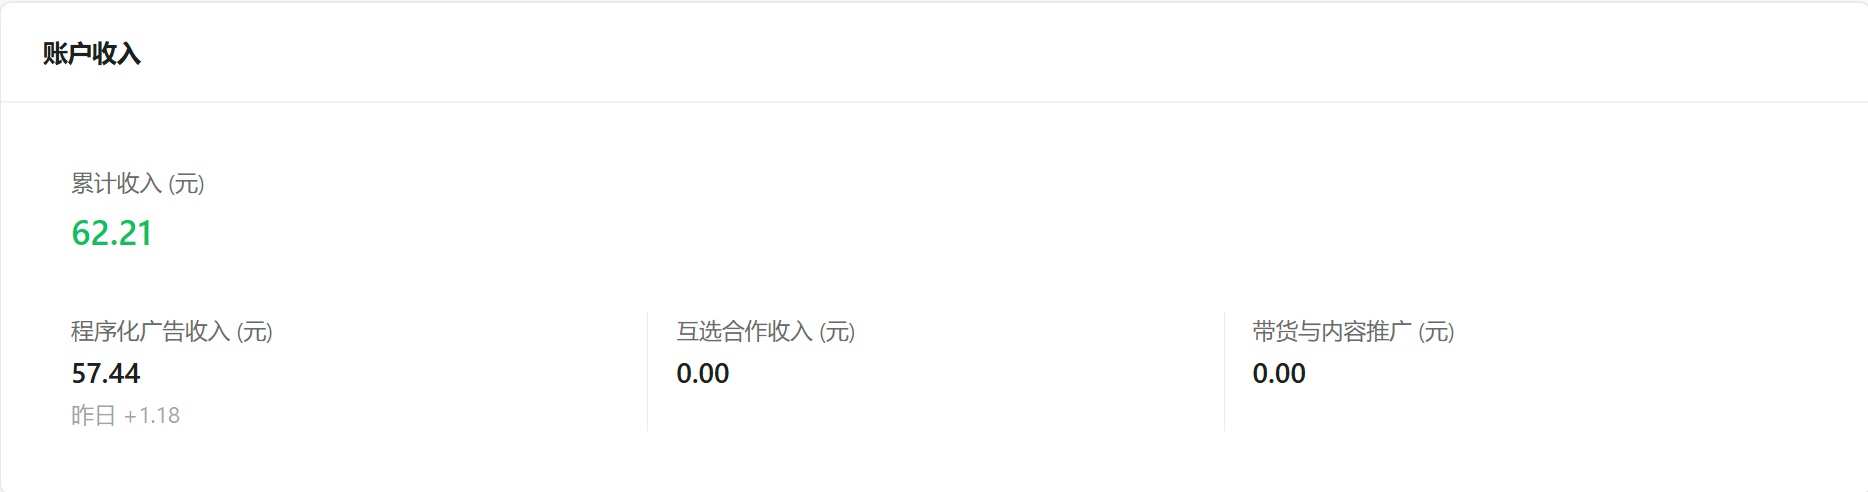 账户收入
累计收入 (元)
62.21
程序化广告收入 (元)
57.44
昨日 +1.18
互选合作收入 (元)
0.00
带货与内容推广 (元)
0.00